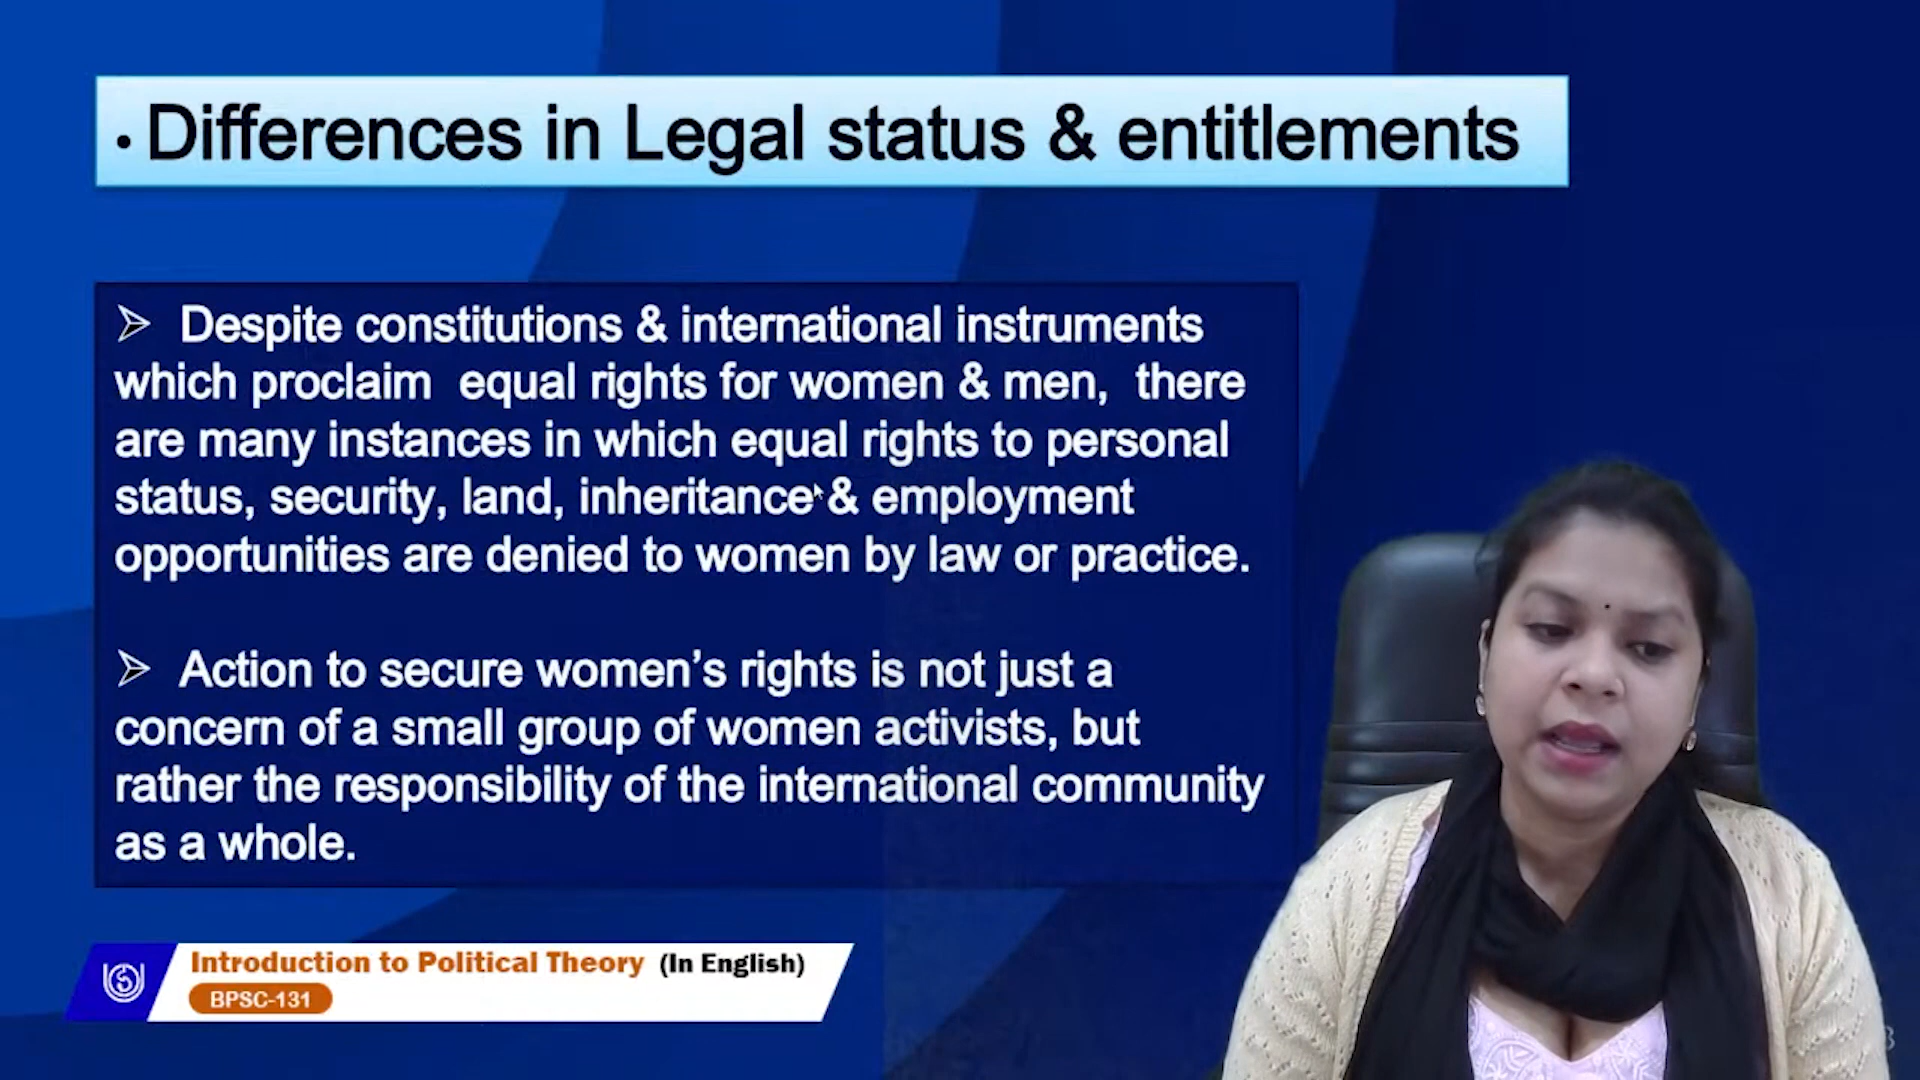 • Differences in Legal status & entitlements
➢ Despite constitutions & international instruments
which proclaim equal rights for women & men, there
are many instances in which equal rights to personal
status, security, land, inheritance & employment
opportunities are denied to women by law or practice.
➢ Action to secure women’s rights is not just a
concern of a small group of women activists, but
rather the responsibility of the international community
as a whole.
Introduction to Political Theory (In English)
BPSC-131